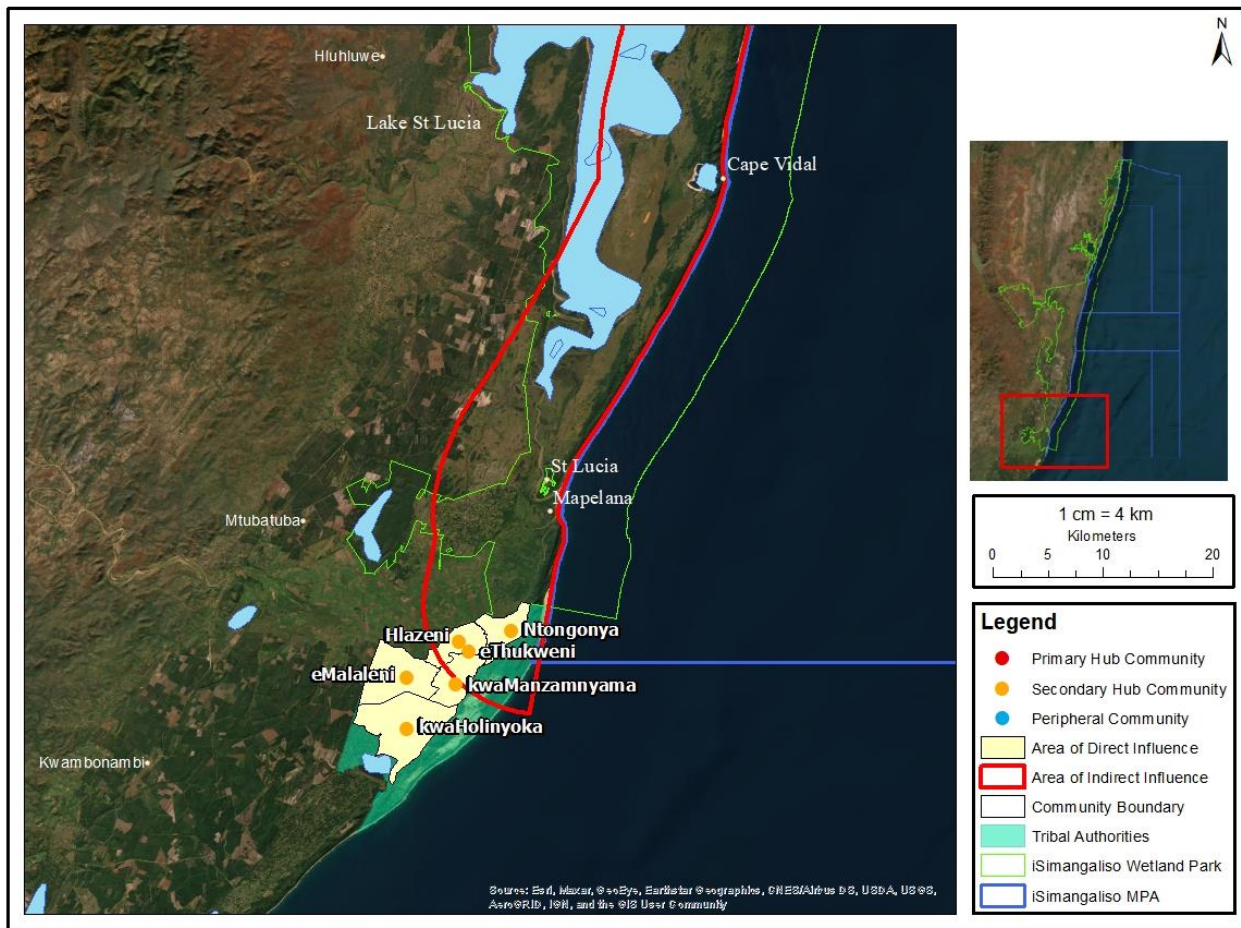 N
Hluhluwe
Lake St Lucia
Cape Vidal
St Lucia
Mapelana
Mtubatuba
Ntongonya
Hlazeni
eThukweni
eMalaleni
kwaManzamnyama
kwaHolinyoka
Kwambonambi
Source: Esri, Maxar, GeoEye, Earthstar Geographics, CNES/Airbus DS, USDA, USGS,
AeroGRID, IGN, and the GIS User Community
1 cm = 4 km
Kilometers
0 5 10 20
Legend
Primary Hub Community
Secondary Hub Community
Peripheral Community
Area of Direct Influence
Area of Indirect Influence
Community Boundary
Tribal Authorities
iSimangaliso Wetland Park
iSimangaliso MPA